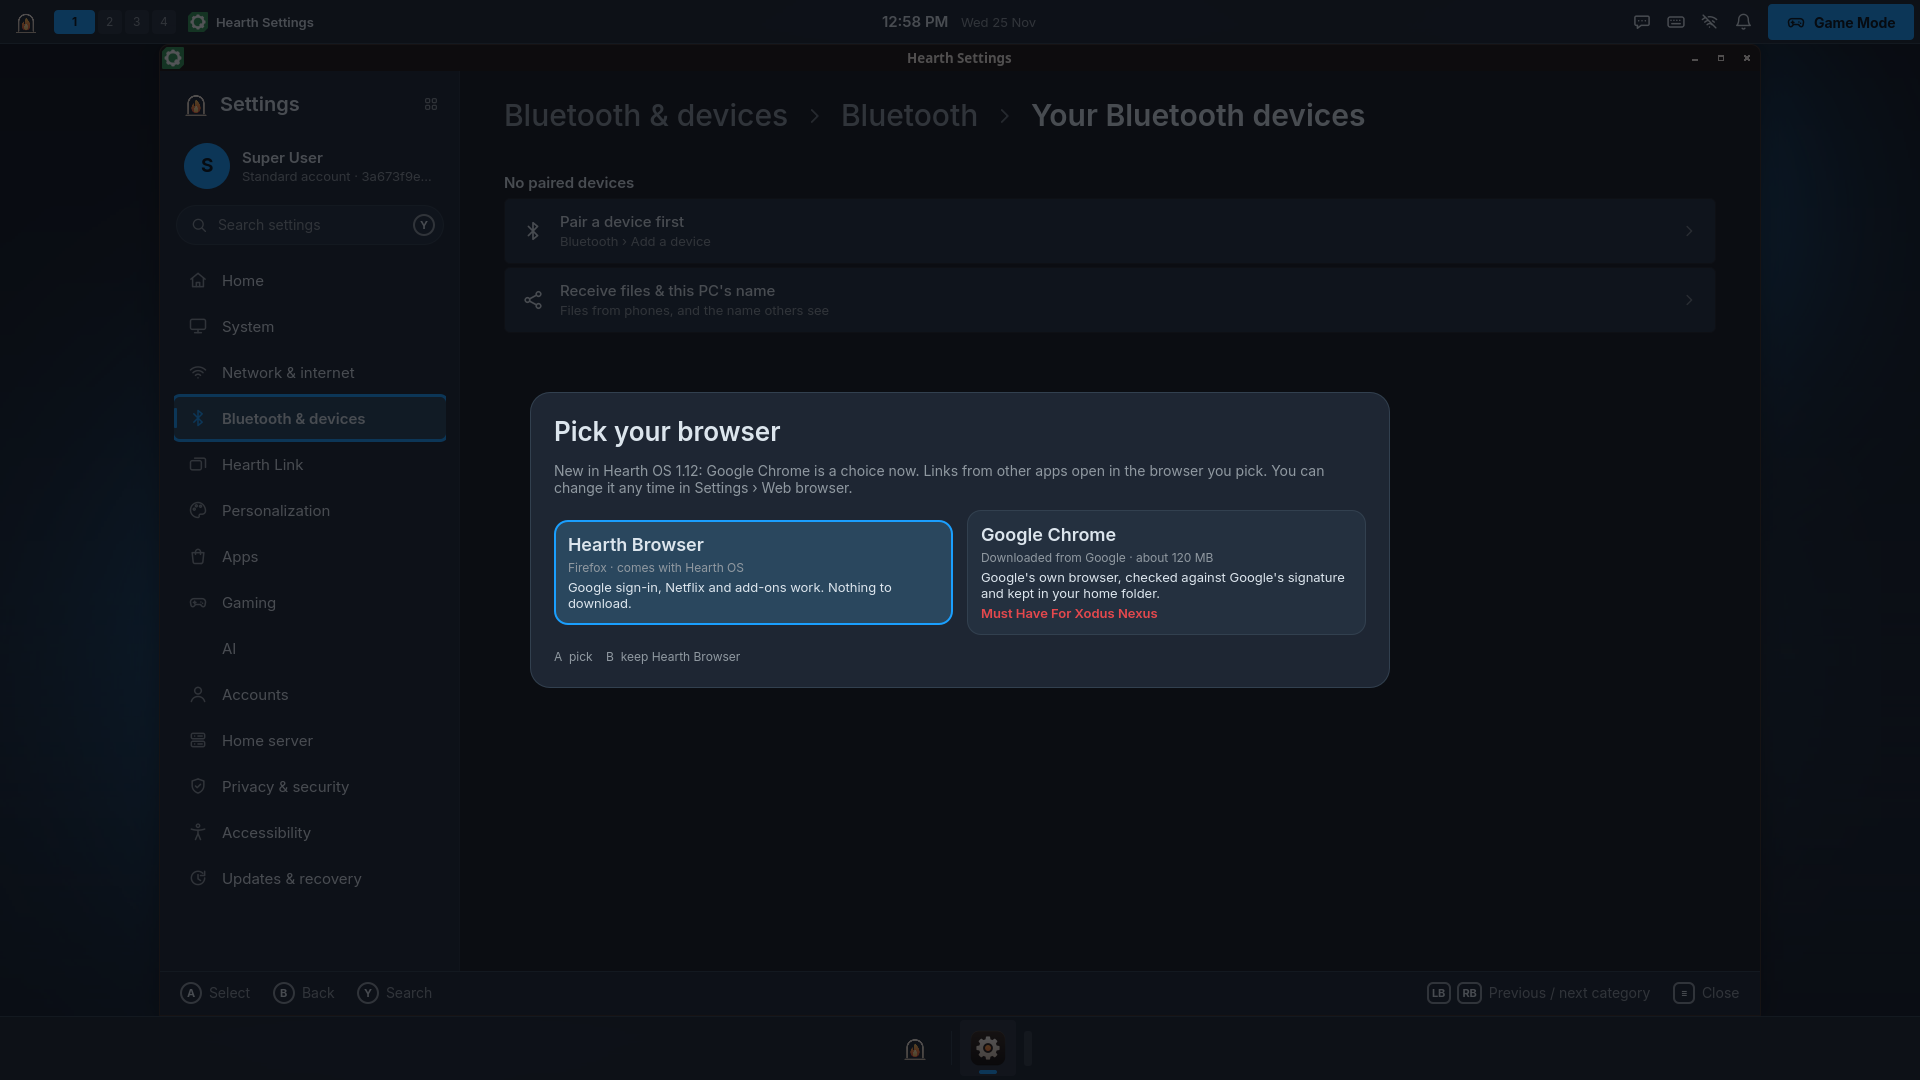 1
2
3
4
Hearth Settings
12:58 PM
Wed 25 Nov
Game Mode
Hearth Settings
Settings
Super User
Standard account · 3a673f9e...
Search settings
Y
Home
System
Network & internet
Bluetooth & devices
Hearth Link
Personalization
Apps
Gaming
AI
Accounts
Home server
Privacy & security
Accessibility
Updates & recovery
Bluetooth & devices › Bluetooth › Your Bluetooth devices
No paired devices
Pair a device first
Bluetooth › Add a device
Receive files & this PC's name
Files from phones, and the name others see
Pick your browser
New in Hearth OS 1.12: Google Chrome is a choice now. Links from other apps open in the browser you pick. You can
change it any time in Settings › Web browser.
Hearth Browser
Firefox · comes with Hearth OS
Google sign-in, Netflix and add-ons work. Nothing to
download.
Google Chrome
Downloaded from Google · about 120 MB
Google's own browser, checked against Google's signature
and kept in your home folder.
Must Have For Xodus Nexus
A pick B keep Hearth Browser
A Select B Back Y Search
LB RB Previous / next category ≡ Close